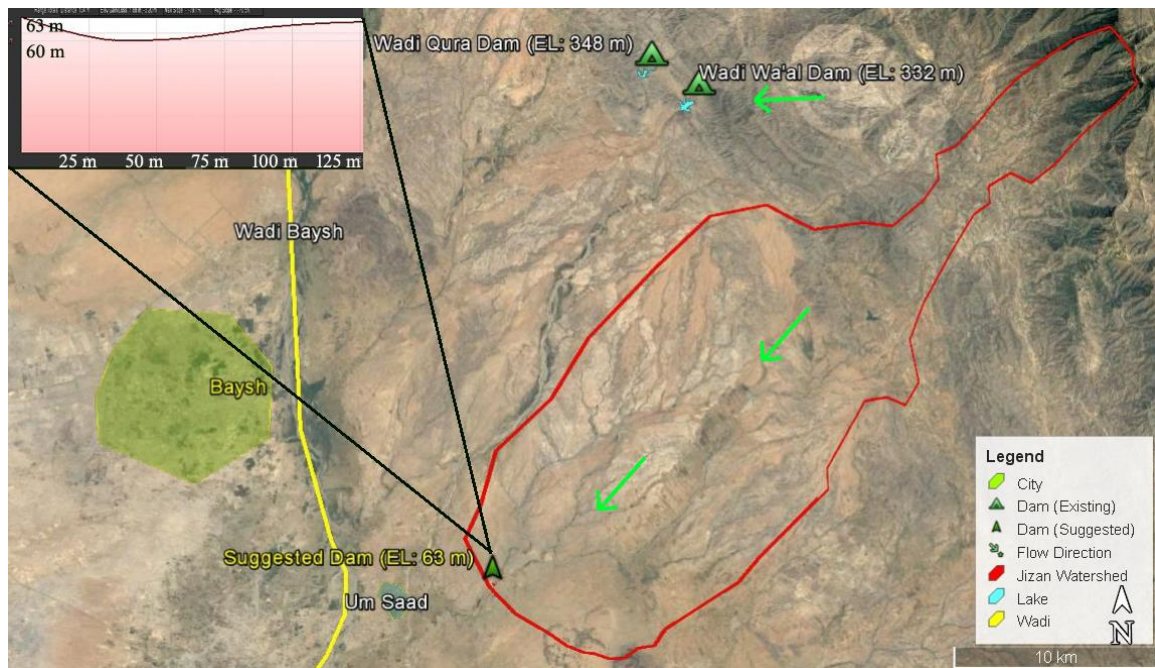 63 m
60 m
25 m 50 m 75 m 100 m 125 m
Wadi Qura Dam (EL: 348 m)
Wadi Wa'al Dam (EL: 332 m)
Wadi Baysh
Baysh
Suggested Dam (EL: 63 m)
Um Saad
Legend
City
Dam (Existing)
Dam (Suggested)
Flow Direction
Jizan Watershed
Lake
Wadi
N
10 km